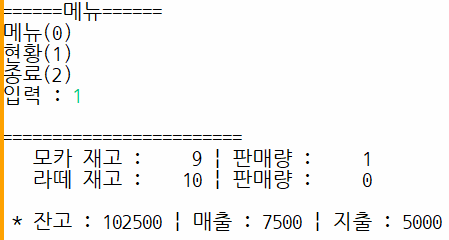 ======메뉴======
메뉴(0)
현황(1)
종료(2)
입력 : 1
========================
모카 재고 : 9 ¦ 판매량 : 1
라떼 재고 : 10 ¦ 판매량 : 0
* 잔고 : 102500 ¦ 매출 : 7500 ¦ 지출 : 5000